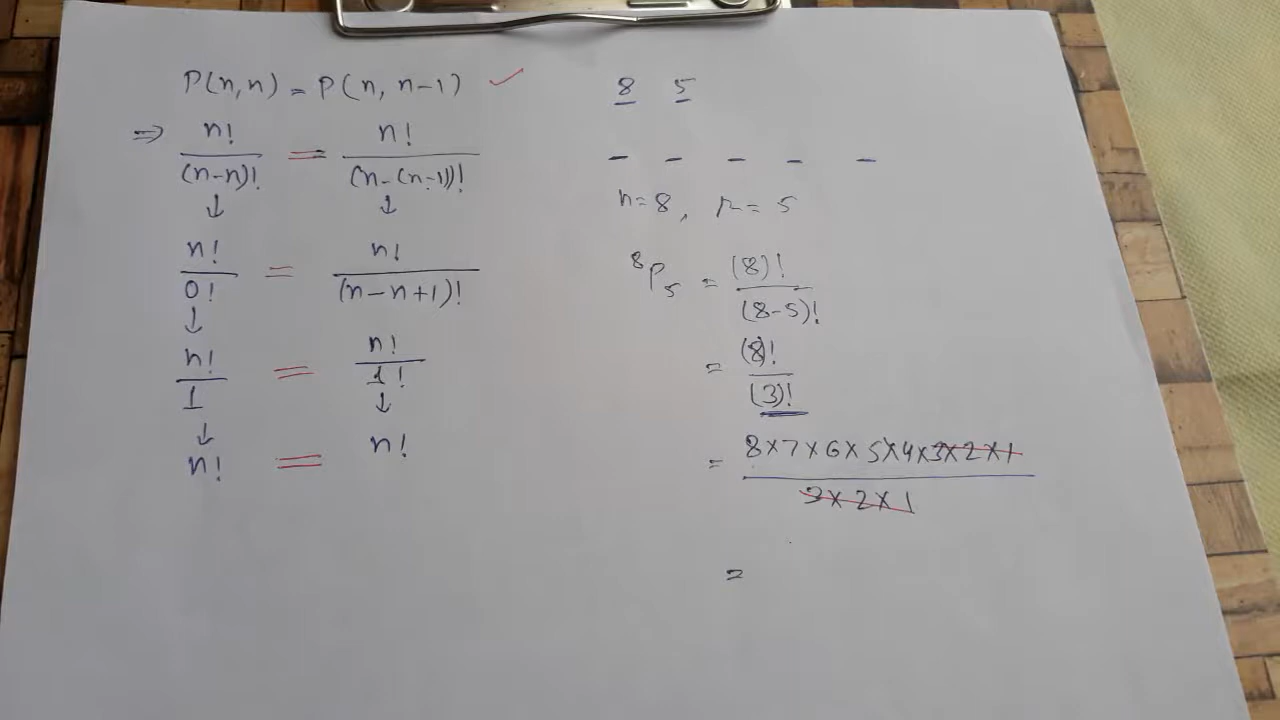 P(n,n) = P(n, n-1) ✓
⇒ n!/(n-n)! = n!/(n-(n-1))!
↓ ↓
n!/0! = n!/(n-n+1)!
↓
n!/1 = n!/1!
↓ ↓
n! = n!
8 5
– – – – –
n=8, r=5
⁸P₅ = (8)!/(8-5)!
= (8)!/(3)!
= 8×7×6×5×4×3×2×1/3×2×1
=